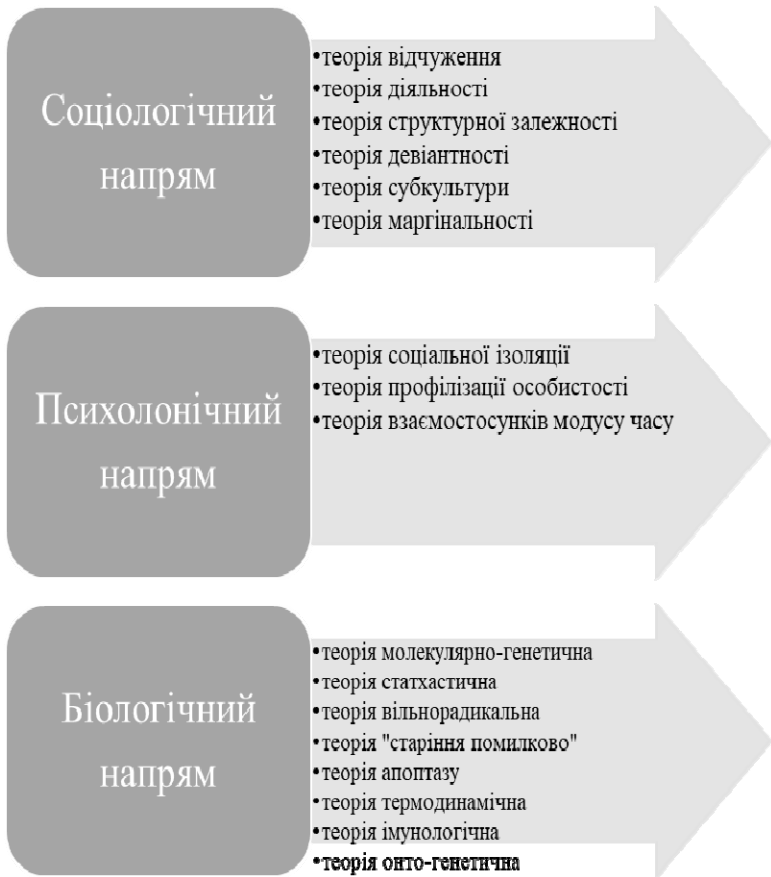 Соціологічний
напрям
•теорія відчуження
•теорія діяльності
•теорія структурної залежності
•теорія девіантності
•теорія субкультури
•теорія маргінальності
Психолонічний
напрям
•теорія соціальної ізоляції
•теорія профілізації особистості
•теорія взаємостосунків модусу часу
Біологічний
напрям
•теорія молекулярно-генетична
•теорія статхастична
•теорія вільнорадикальна
•теорія "старіння помилково"
•теорія апоптазу
•теорія термодинамічна
•теорія імунологічна
•теорія онто-генетична